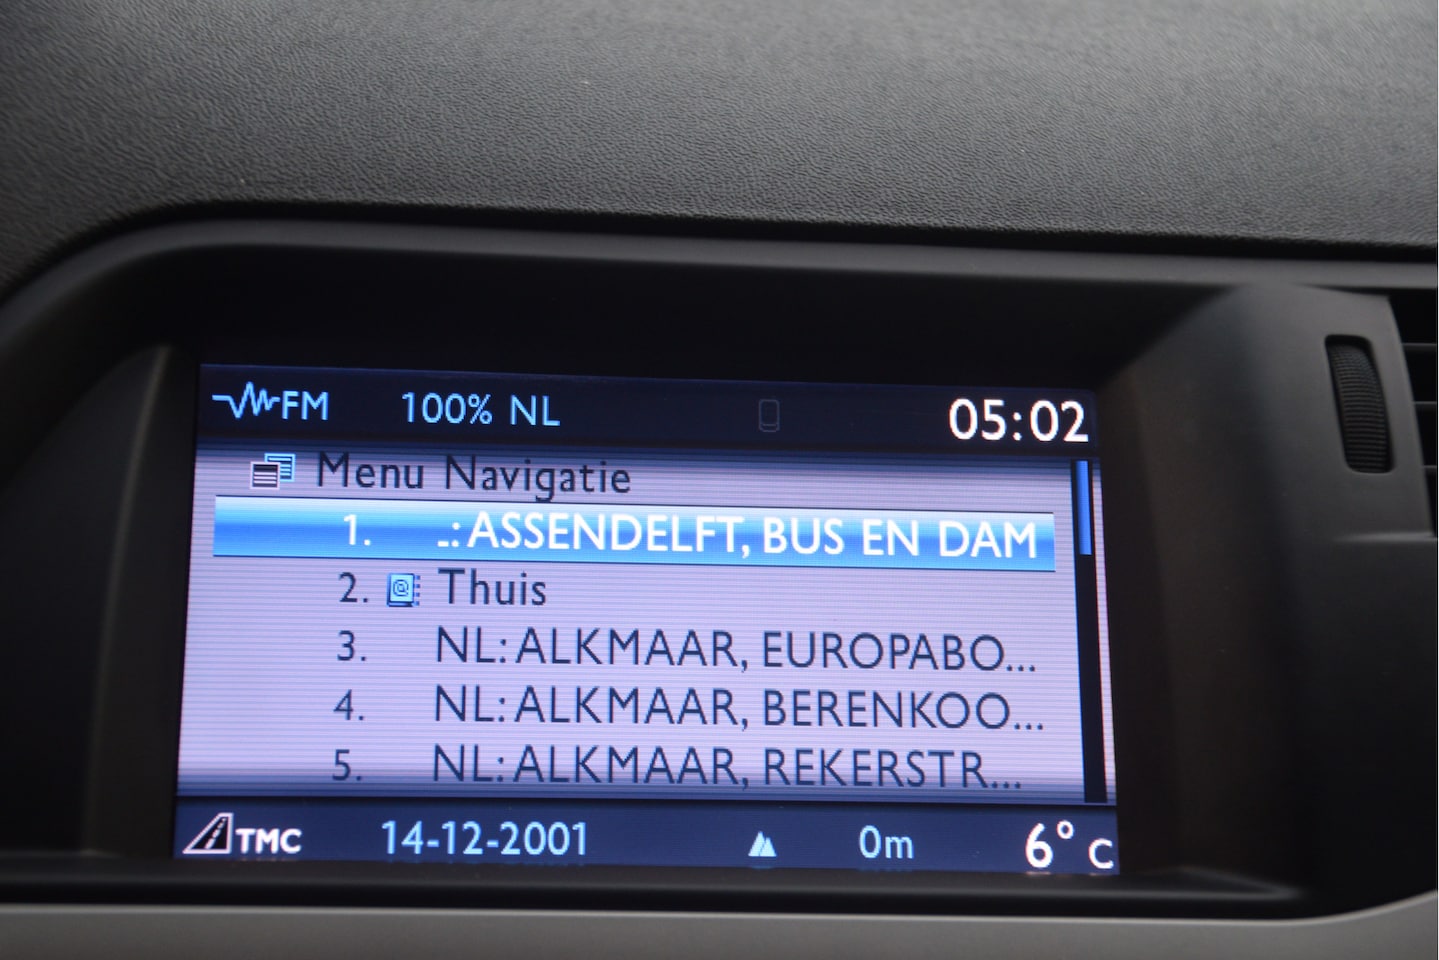 FM 100% NL 05:02
Menu Navigatie
1. ..: ASSENDELFT, BUS EN DAM
2. Thuis
3. NL: ALKMAAR, EUROPABO...
4. NL: ALKMAAR, BERENKOO...
5. NL: ALKMAAR, REKERSTR...
TMC 14-12-2001 0m 6° C